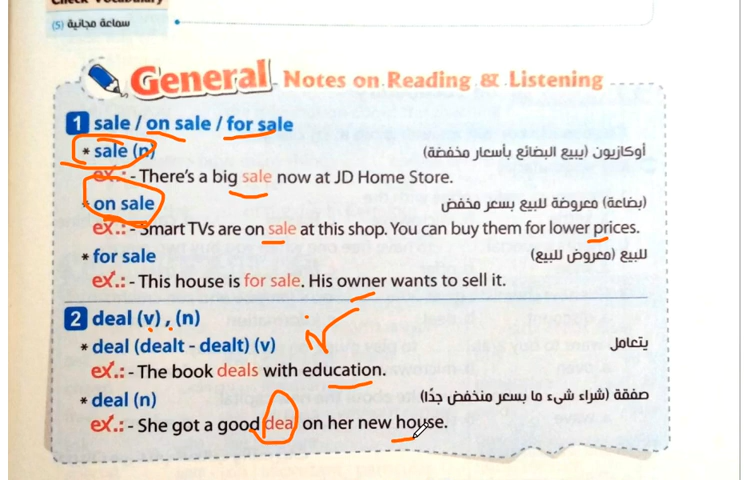 Check Vocabulary
سماعة مجانية (5)
General Notes on Reading & Listening
1 sale / on sale / for sale
* sale (n) أوكازيون (بيع البضائع بأسعار مخفضة)
ex.: - There's a big sale now at JD Home Store.
* on sale (بضاعة) معروضة للبيع بسعر مخفض
ex.: - Smart TVs are on sale at this shop. You can buy them for lower prices.
* for sale للبيع (معروض للبيع)
ex.: - This house is for sale. His owner wants to sell it.
2 deal (v) , (n)
* deal (dealt - dealt) (v) يتعامل
ex.: - The book deals with education.
* deal (n) صفقة (شراء شىء ما بسعر منخفض جدًا)
ex.: - She got a good deal on her new house.